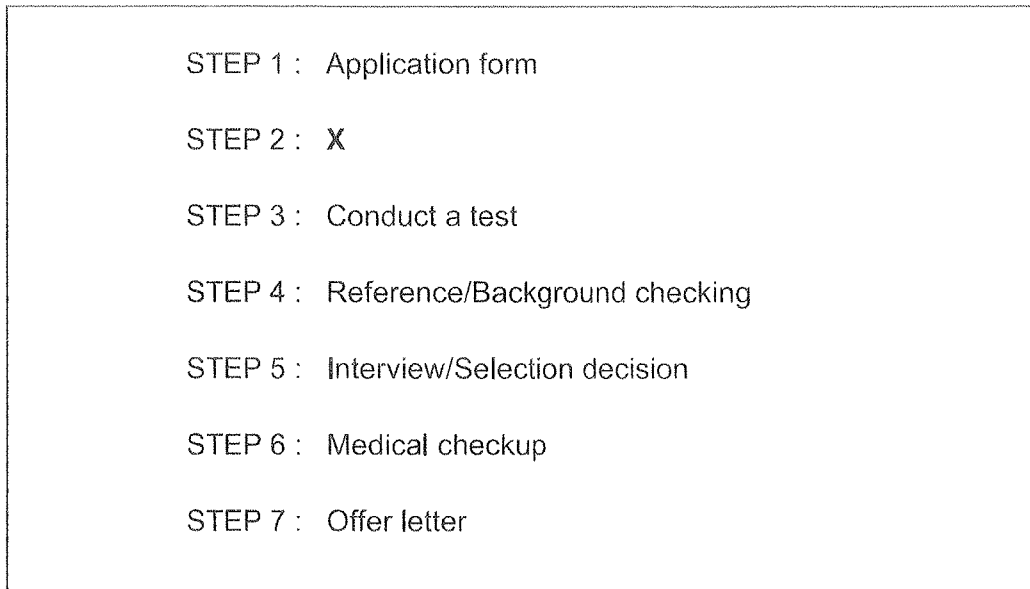 STEP 1 : Application form
STEP 2 : X
STEP 3 : Conduct a test
STEP 4 : Reference/Background checking
STEP 5 : Interview/Selection decision
STEP 6 : Medical checkup
STEP 7 : Offer letter